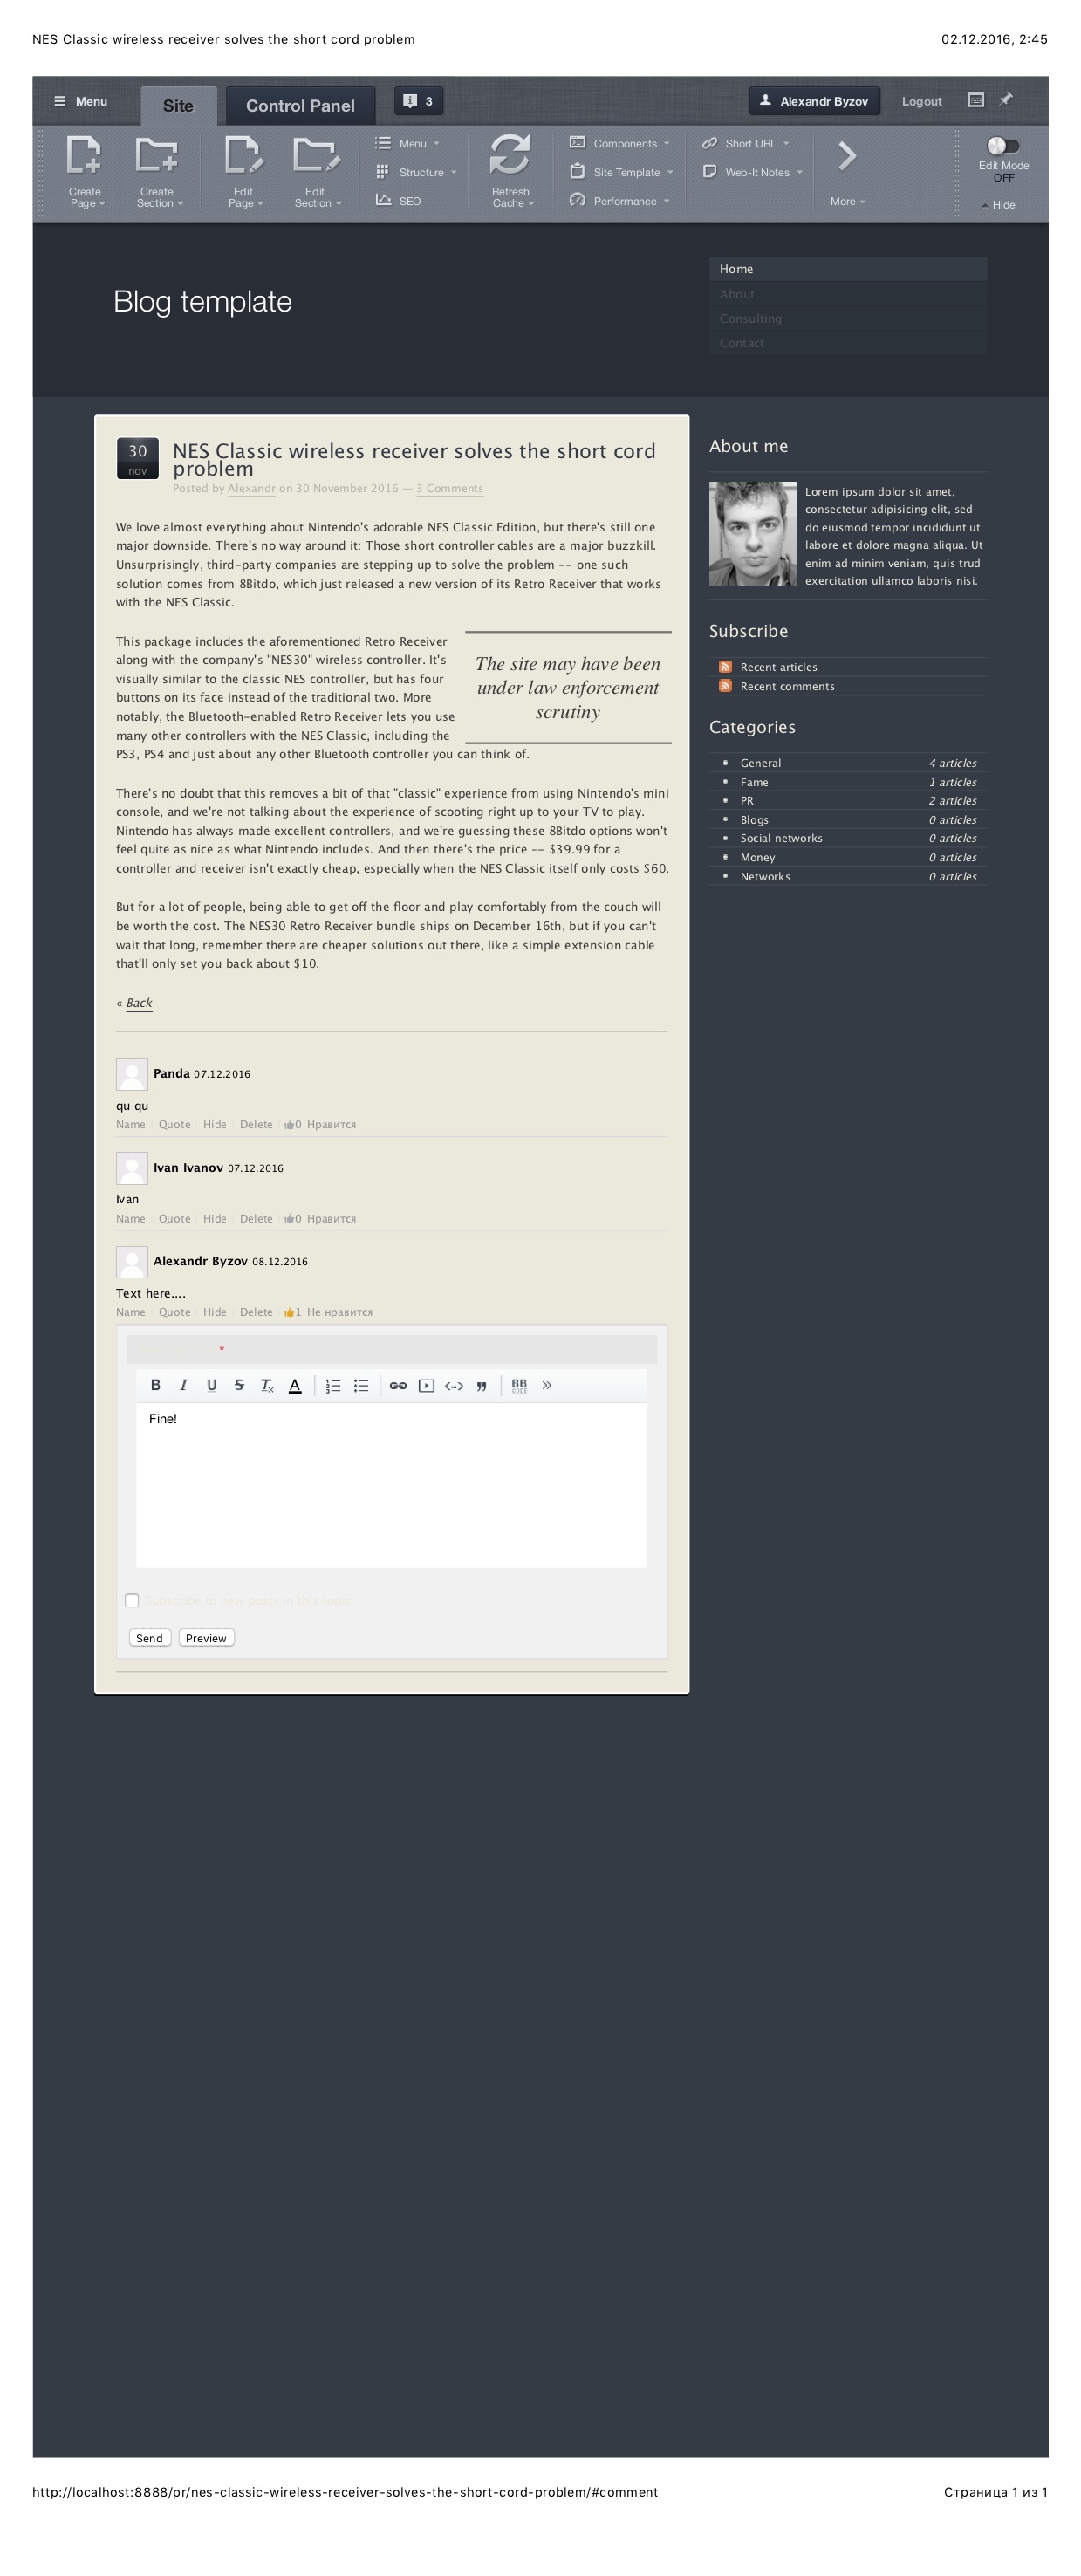 NES Classic wireless receiver solves the short cord problem
02.12.2016, 2:45
Menu
Site
Control Panel
3
Alexandr Byzov
Logout
Create
Page
Create
Section
Edit
Page
Edit
Section
Menu
Structure
SEO
Refresh
Cache
Components
Site Template
Performance
Short URL
Web-It Notes
More
Edit Mode
OFF
Hide
Blog template
Home
About
Consulting
Contact
30
nov
NES Classic wireless receiver solves the short cord
problem
Posted by Alexandr on 30 November 2016 — 3 Comments
We love almost everything about Nintendo's adorable NES Classic Edition, but there's still one
major downside. There's no way around it: Those short controller cables are a major buzzkill.
Unsurprisingly, third-party companies are stepping up to solve the problem -- one such
solution comes from 8Bitdo, which just released a new version of its Retro Receiver that works
with the NES Classic.
This package includes the aforementioned Retro Receiver
along with the company's "NES30" wireless controller. It's
visually similar to the classic NES controller, but has four
buttons on its face instead of the traditional two. More
notably, the Bluetooth-enabled Retro Receiver lets you use
many other controllers with the NES Classic, including the
PS3, PS4 and just about any other Bluetooth controller you can think of.
The site may have been
under law enforcement
scrutiny
There's no doubt that this removes a bit of that "classic" experience from using Nintendo's mini
console, and we're not talking about the experience of scooting right up to your TV to play.
Nintendo has always made excellent controllers, and we're guessing these 8Bitdo options won't
feel quite as nice as what Nintendo includes. And then there's the price -- $39.99 for a
controller and receiver isn't exactly cheap, especially when the NES Classic itself only costs $60.
But for a lot of people, being able to get off the floor and play comfortably from the couch will
be worth the cost. The NES30 Retro Receiver bundle ships on December 16th, but if you can't
wait that long, remember there are cheaper solutions out there, like a simple extension cable
that'll only set you back about $10.
« Back
Panda 07.12.2016
qu qu
Name Quote Hide Delete 0 Нравится
Ivan Ivanov 07.12.2016
Ivan
Name Quote Hide Delete 0 Нравится
Alexandr Byzov 08.12.2016
Text here....
Name Quote Hide Delete 1 Не нравится
*
B I U S Tx A BB CODE »
Fine!
Subscribe to new posts in this topic
Send Preview
About me
Lorem ipsum dolor sit amet,
consectetur adipisicing elit, sed
do eiusmod tempor incididunt ut
labore et dolore magna aliqua. Ut
enim ad minim veniam, quis trud
exercitation ullamco laboris nisi.
Subscribe
Recent articles
Recent comments
Categories
General 4 articles
Fame 1 articles
PR 2 articles
Blogs 0 articles
Social networks 0 articles
Money 0 articles
Networks 0 articles
http://localhost:8888/pr/nes-classic-wireless-receiver-solves-the-short-cord-problem/#comment
Страница 1 из 1